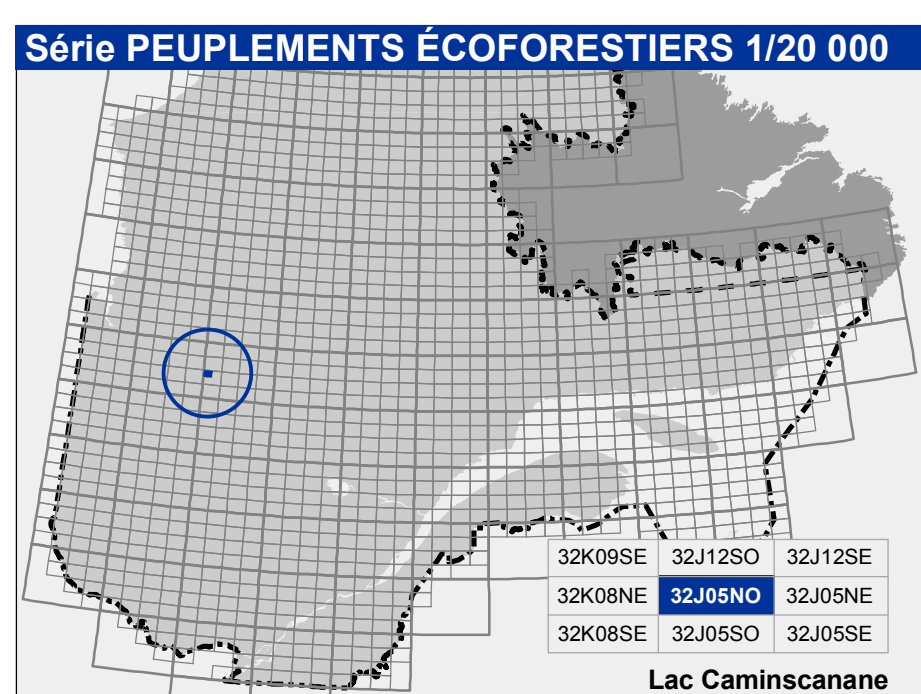 Série PEUPLEMENTS ÉCOFORESTIERS 1/20 000
32K09SE 32J12SO 32J12SE
32K08NE 32J05NO 32J05NE
32K08SE 32J05SO 32J05SE
Lac Caminscanane